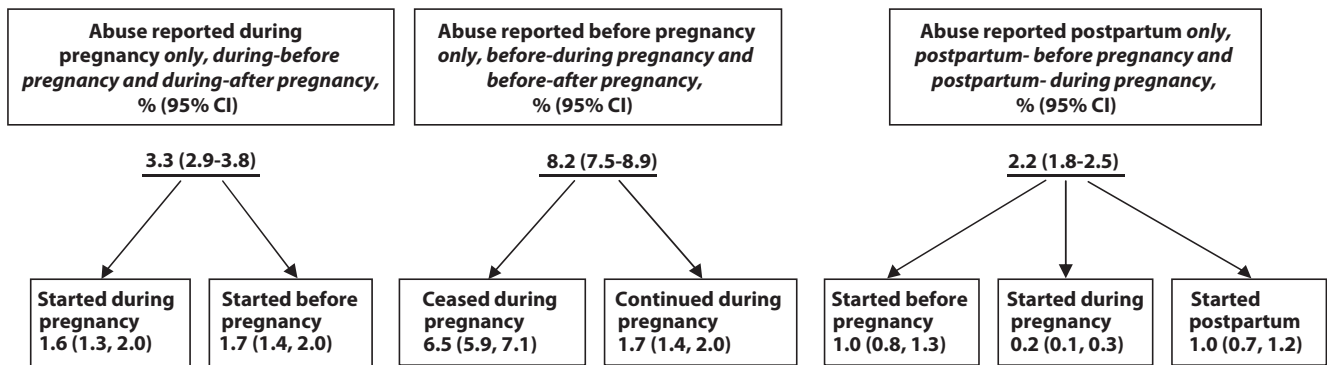 Abuse reported during
pregnancy only, during-before
pregnancy and during-after pregnancy,
% (95% CI)
Abuse reported before pregnancy
only, before-during pregnancy and
before-after pregnancy,
% (95% CI)
Abuse reported postpartum only,
postpartum- before pregnancy and
postpartum- during pregnancy,
% (95% CI)
3.3 (2.9-3.8)
8.2 (7.5-8.9)
2.2 (1.8-2.5)
Started during
pregnancy
1.6 (1.3, 2.0)
Started before
pregnancy
1.7 (1.4, 2.0)
Ceased during
pregnancy
6.5 (5.9, 7.1)
Continued during
pregnancy
1.7 (1.4, 2.0)
Started before
pregnancy
1.0 (0.8, 1.3)
Started during
pregnancy
0.2 (0.1, 0.3)
Started
postpartum
1.0 (0.7, 1.2)